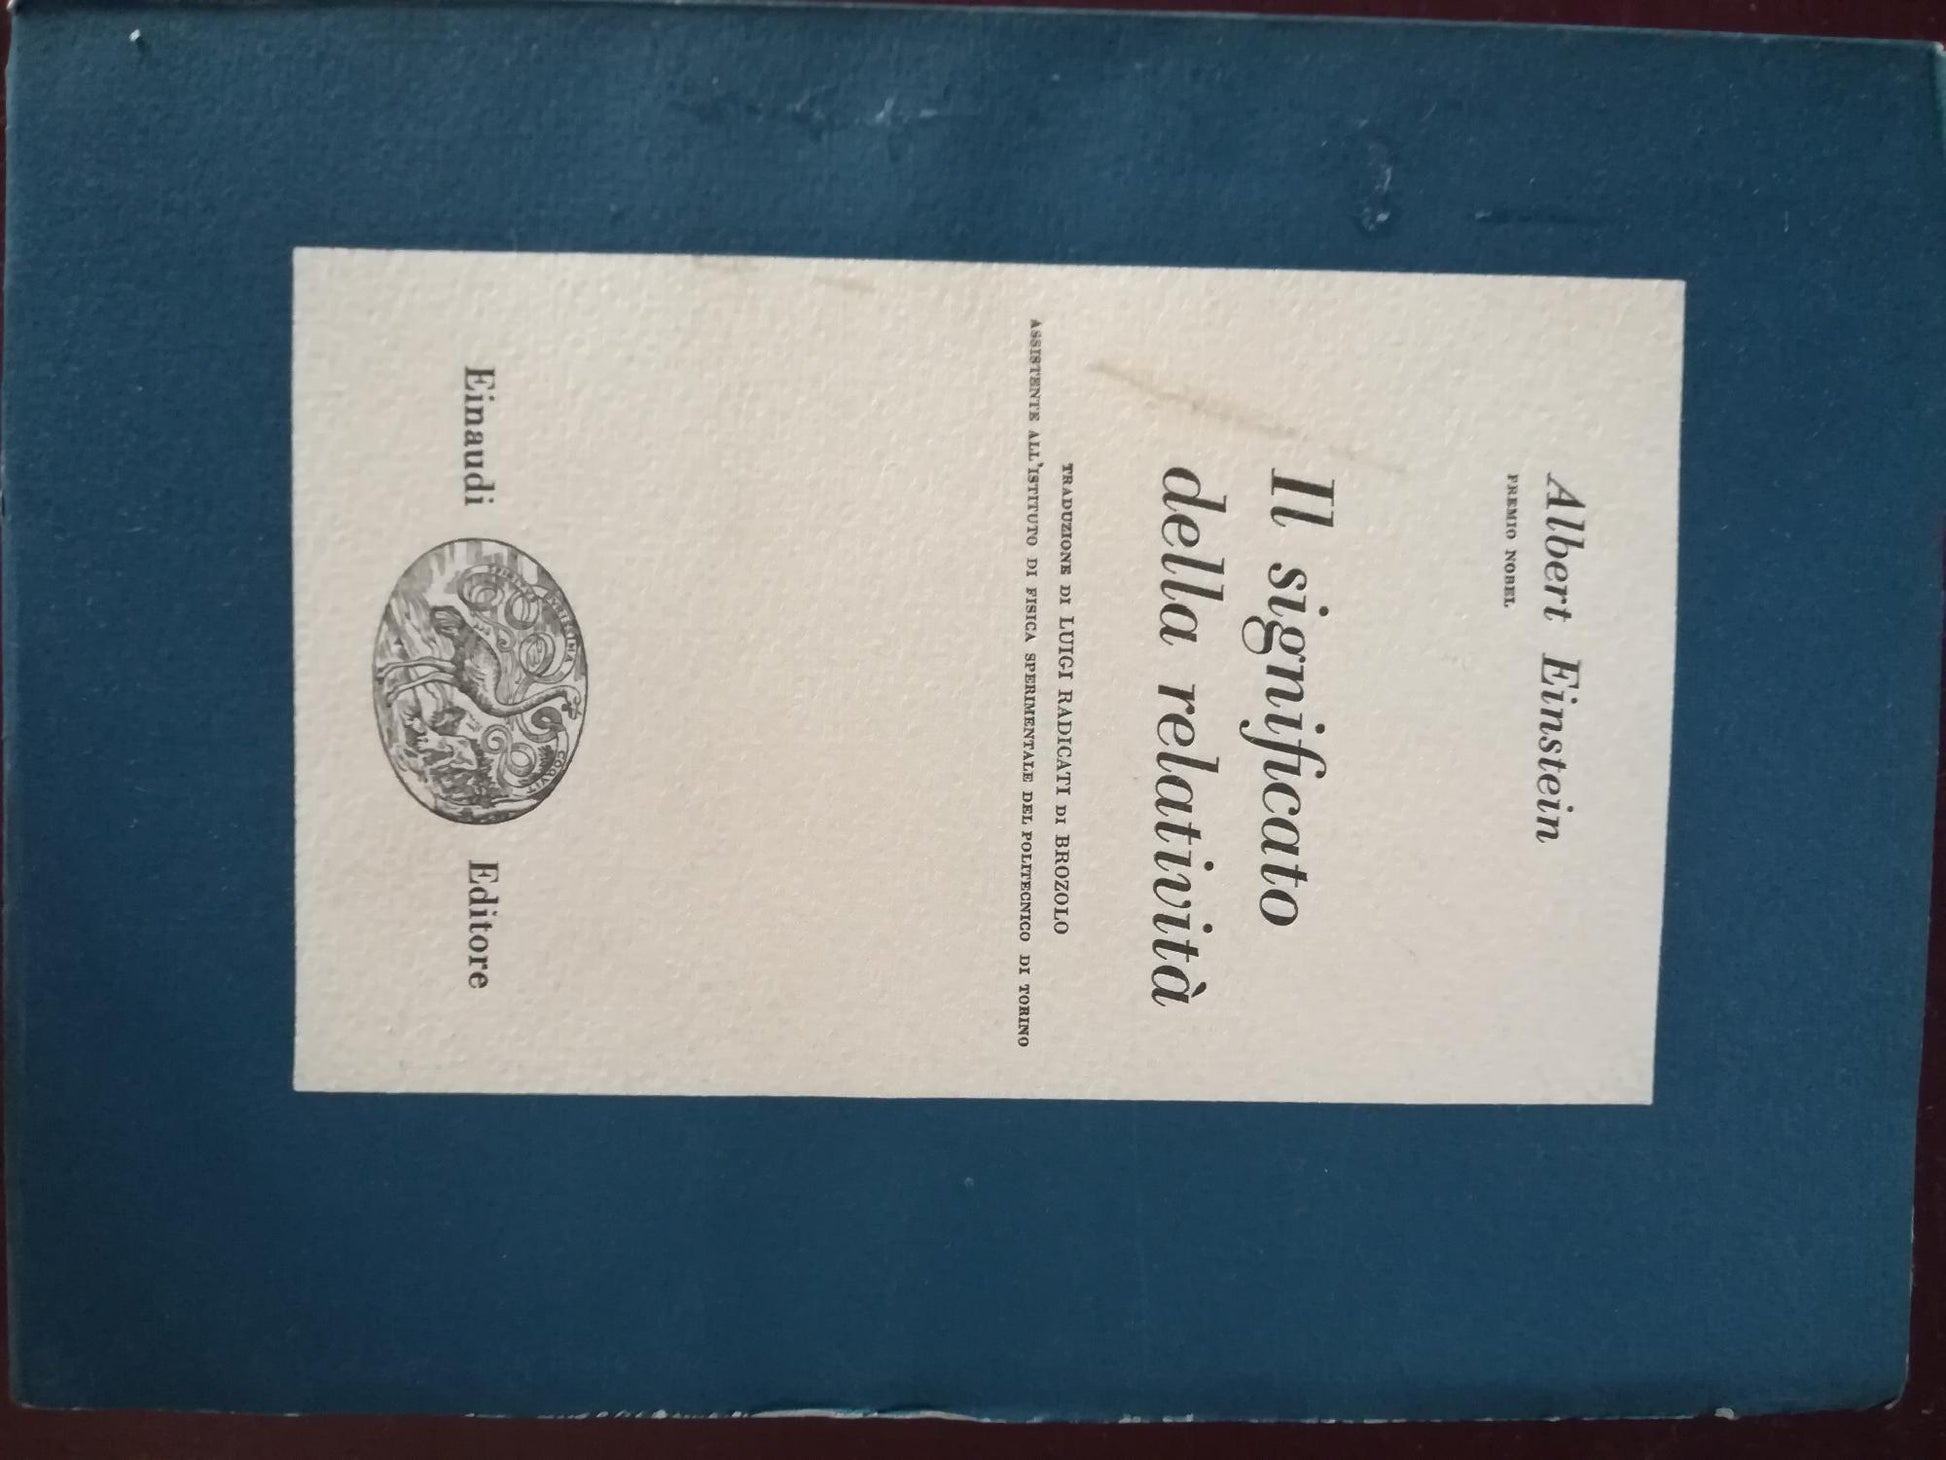 Albert Einstein
PREMIO NOBEL
Il significato
della relatività
TRADUZIONE DI LUIGI RADICATI DI BROZOLO
ASSISTENTE ALL'ISTITUTO DI FISICA SPERIMENTALE DEL POLITECNICO DI TORINO
Einaudi
Editore